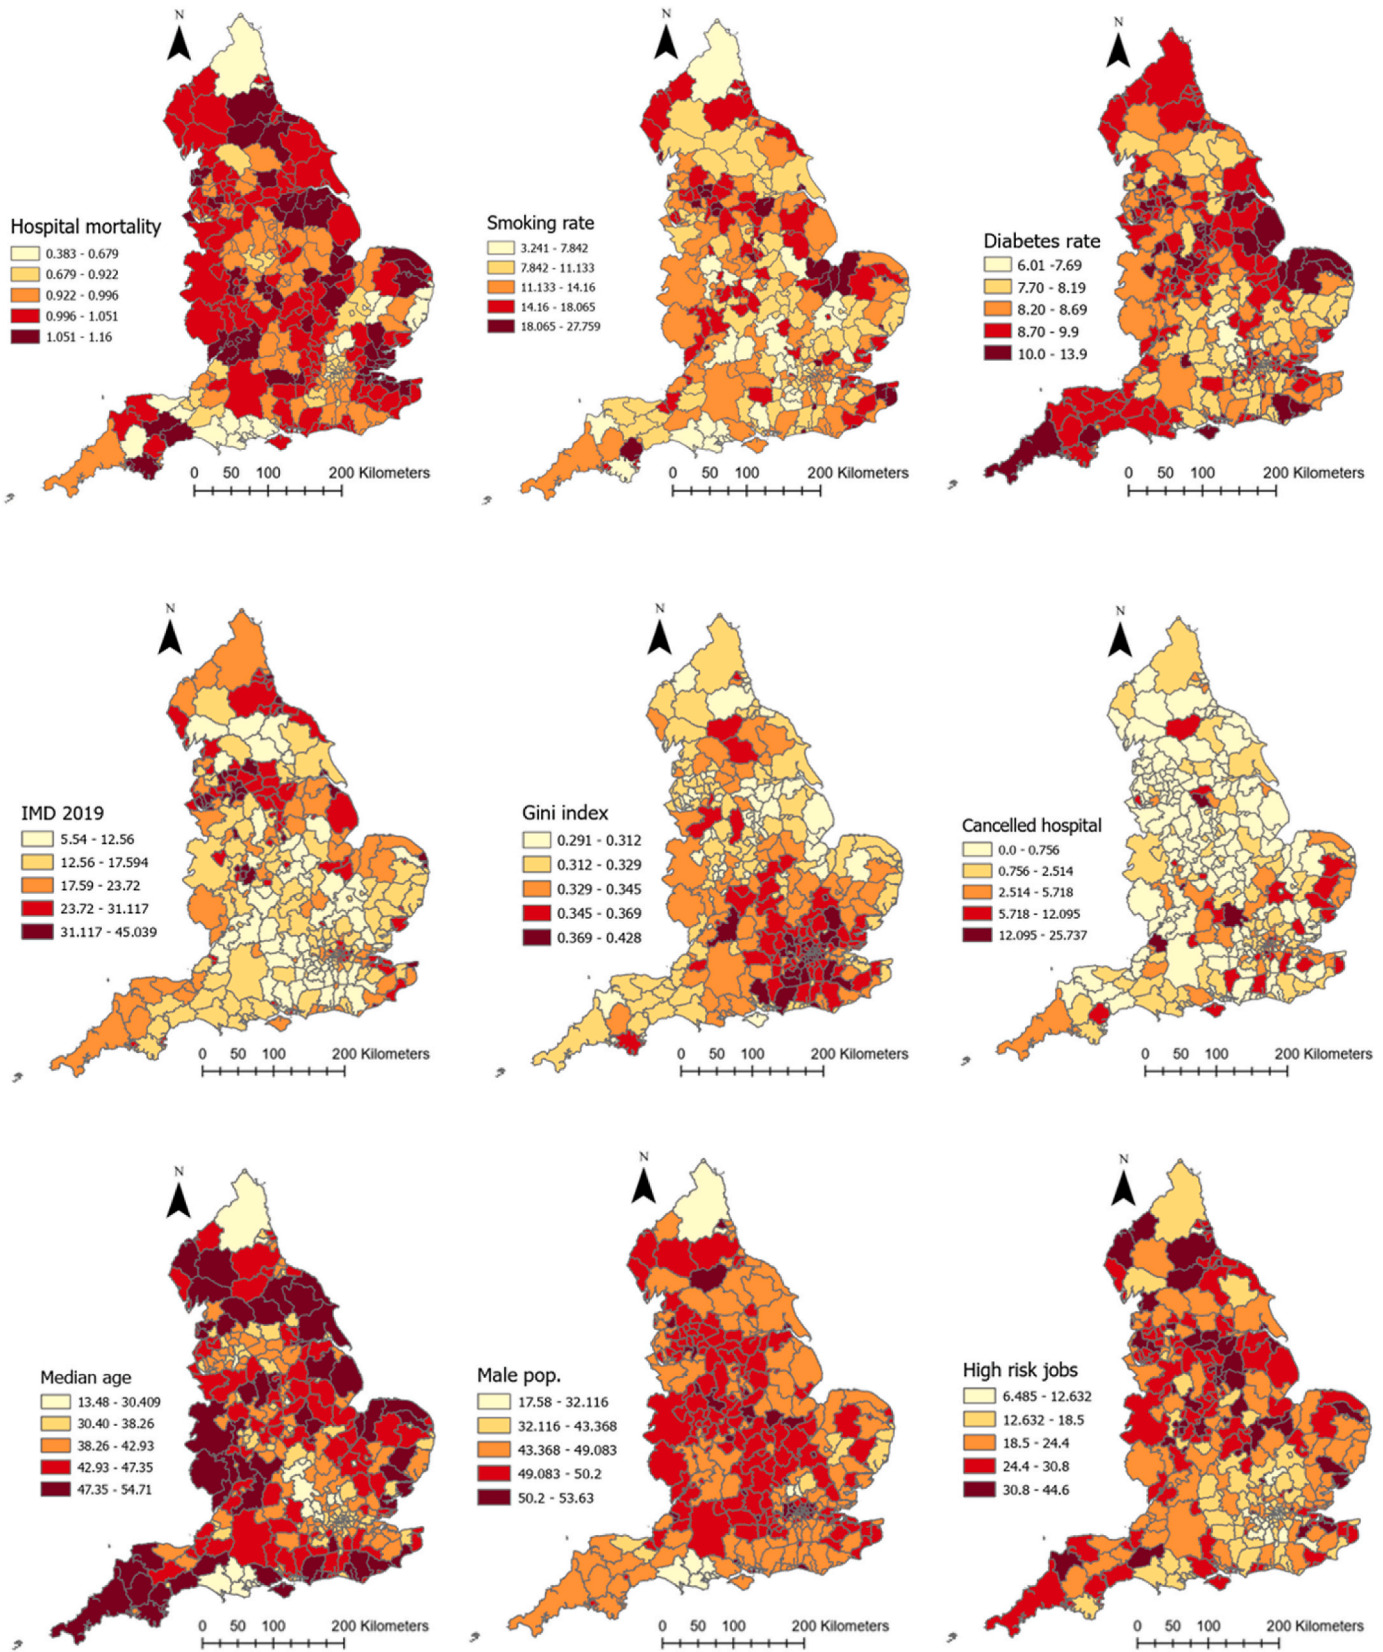 N
Hospital mortality
0.383 - 0.679
0.679 - 0.922
0.922 - 0.996
0.996 - 1.051
1.051 - 1.16
0 50 100 200 Kilometers
N
Smoking rate
3.241 - 7.842
7.842 - 11.133
11.133 - 14.16
14.16 - 18.065
18.065 - 27.759
0 50 100 200 Kilometers
N
Diabetes rate
6.01 -7.69
7.70 - 8.19
8.20 - 8.69
8.70 - 9.9
10.0 - 13.9
0 50 100 200 Kilometers
N
IMD 2019
5.54 - 12.56
12.56 - 17.594
17.59 - 23.72
23.72 - 31.117
31.117 - 45.039
0 50 100 200 Kilometers
N
Gini index
0.291 - 0.312
0.312 - 0.329
0.329 - 0.345
0.345 - 0.369
0.369 - 0.428
0 50 100 200 Kilometers
N
Cancelled hospital
0.0 - 0.756
0.756 - 2.514
2.514 - 5.718
5.718 - 12.095
12.095 - 25.737
0 50 100 200 Kilometers
N
Median age
13.48 - 30.409
30.40 - 38.26
38.26 - 42.93
42.93 - 47.35
47.35 - 54.71
0 50 100 200 Kilometers
N
Male pop.
17.58 - 32.116
32.116 - 43.368
43.368 - 49.083
49.083 - 50.2
50.2 - 53.63
0 50 100 200 Kilometers
N
High risk jobs
6.485 - 12.632
12.632 - 18.5
18.5 - 24.4
24.4 - 30.8
30.8 - 44.6
0 50 100 200 Kilometers